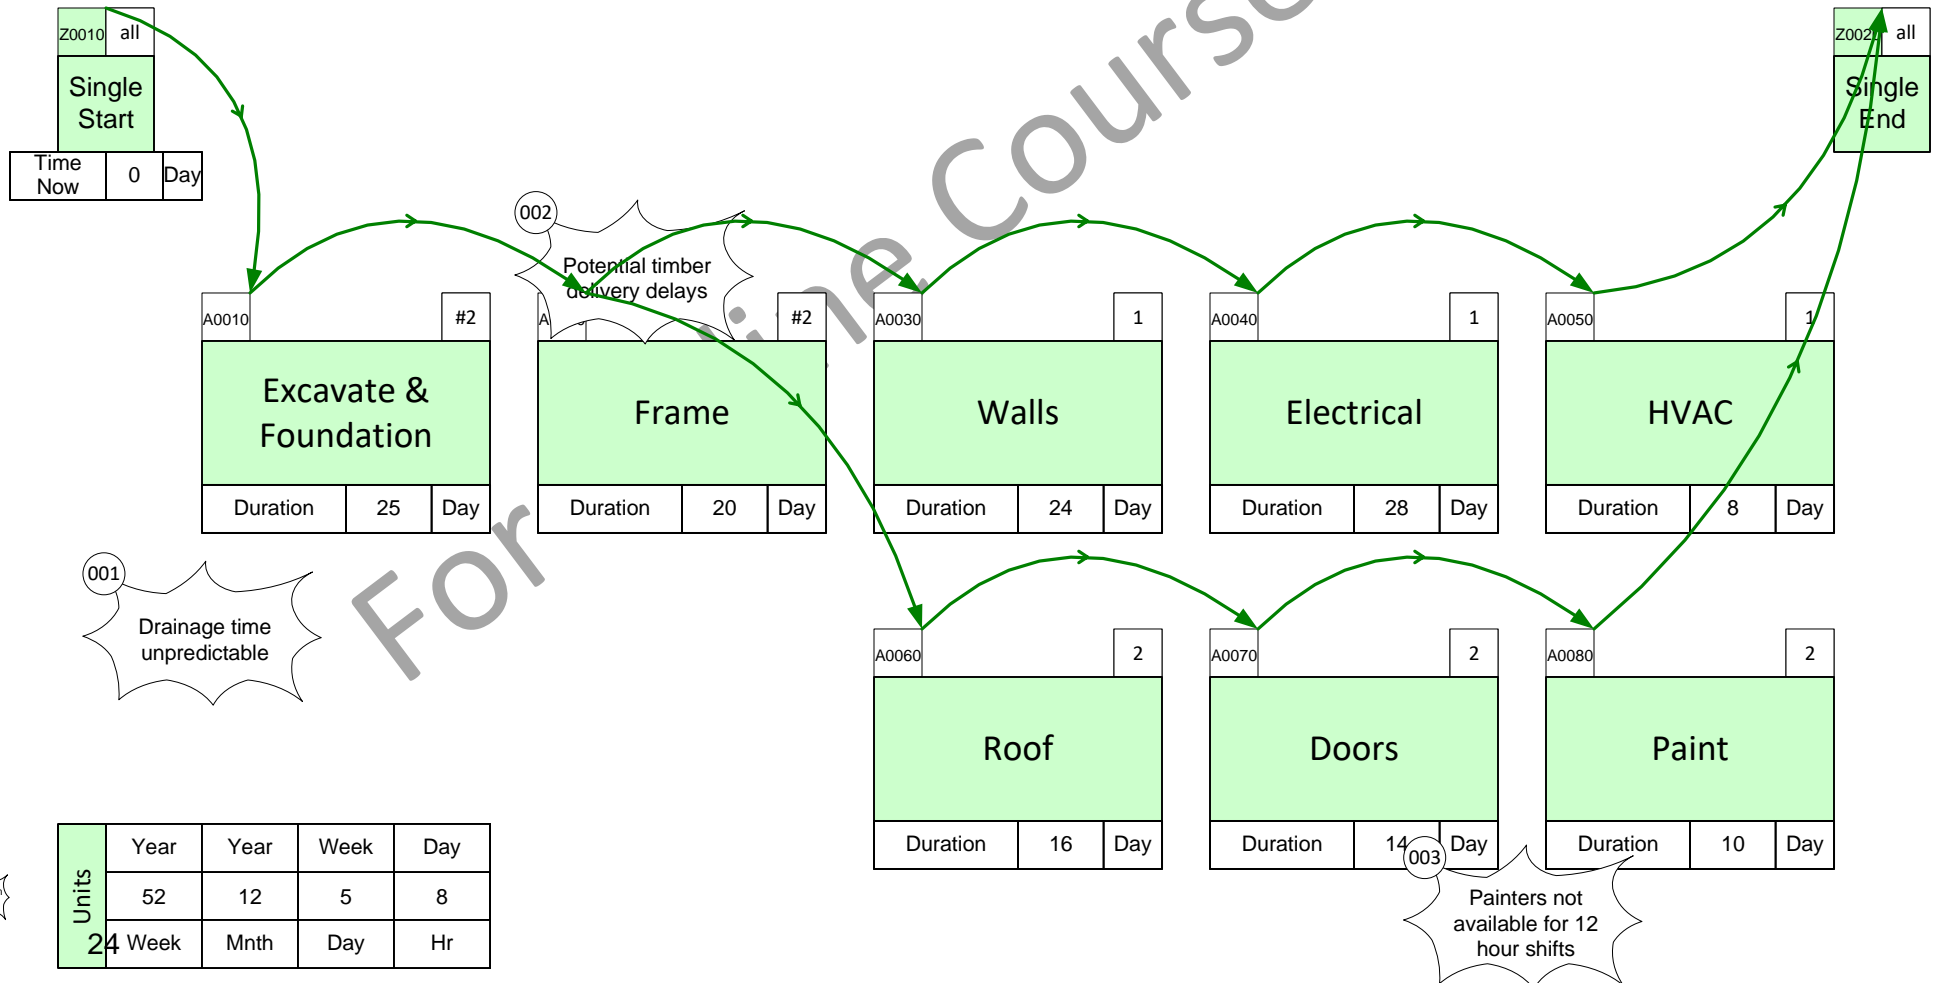 Z0010 all
Single
Start
Time
Now
0 Day
all
Single
End
For
Course
002
Potential timber
delivery delays
A0010 #2
Excavate &
Foundation
Duration 25 Day
#2
Frame
Duration 20 Day
A0030 1
Walls
Duration 24 Day
A0040 1
Electrical
Duration 28 Day
A0050 1
HVAC
Duration 8 Day
001
Drainage time
unpredictable
A0060 2
Roof
Duration 16 Day
A0070 2
Doors
Duration 14 Day
A0080 2
Paint
Duration 10 Day
003
Painters not
available for 12
hour shifts
Units
Year Year Week Day
52 12 5 8
Week Mnth Day Hr
24